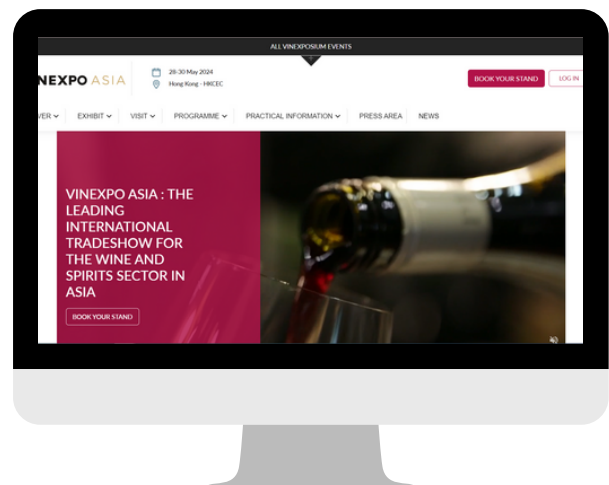 ALL VINEXPOSIUM EVENTS
NEXPO ASIA
28-30 May 2024
Hong Kong - HKCEC
BOOK YOUR STAND
LOG IN
VER
EXHIBIT
VISIT
PROGRAMME
PRACTICAL INFORMATION
PRESS AREA
NEWS
VINEXPO ASIA : THE
LEADING
INTERNATIONAL
TRADESHOW FOR
THE WINE AND
SPIRITS SECTOR IN
ASIA
BOOK YOUR STAND